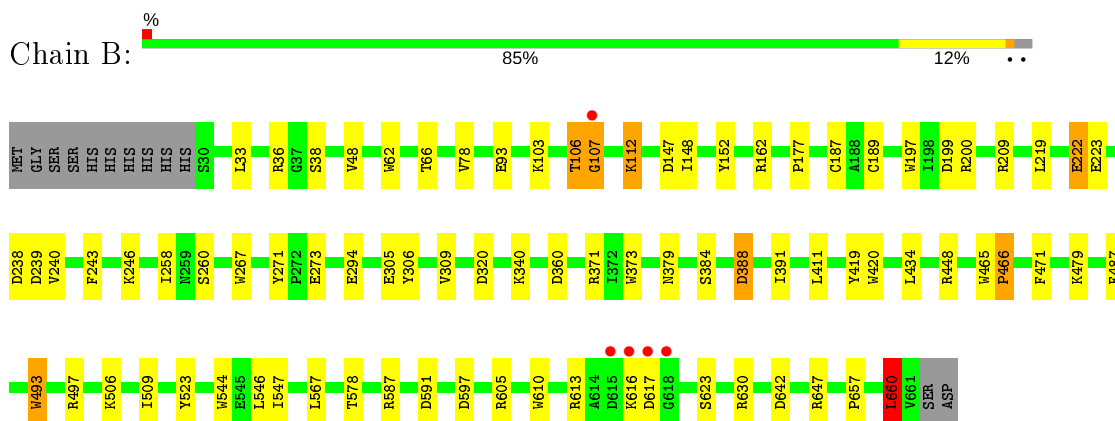 %
Chain B: 85% 12% • •
MET GLY SER SER HIS HIS HIS HIS HIS HIS S30 L33 R36 G37 S38 V48 W62 T66 V78 E93 K103 T106 G107 K112 D147 I148 Y152 R162 P177 C187 A188 C189 W197 I198 D199 R200 R209 L219 E222 E223
D238 D239 V240 F243 K246 I258 N259 S260 W267 Y271 P272 E273 E294 E305 Y306 V309 D320 K340 D360 R371 I372 W373 N379 S384 D388 I391 L411 Y419 W420 L434 R448 W465 P466 F471 K479
W493 R497 K506 I509 Y523 W544 E545 L546 I547 L567 T578 R587 D591 D597 R605 W610 R613 A614 D615 K616 D617 G618 S623 R630 D642 R647 P657 L660 V661 SER ASP